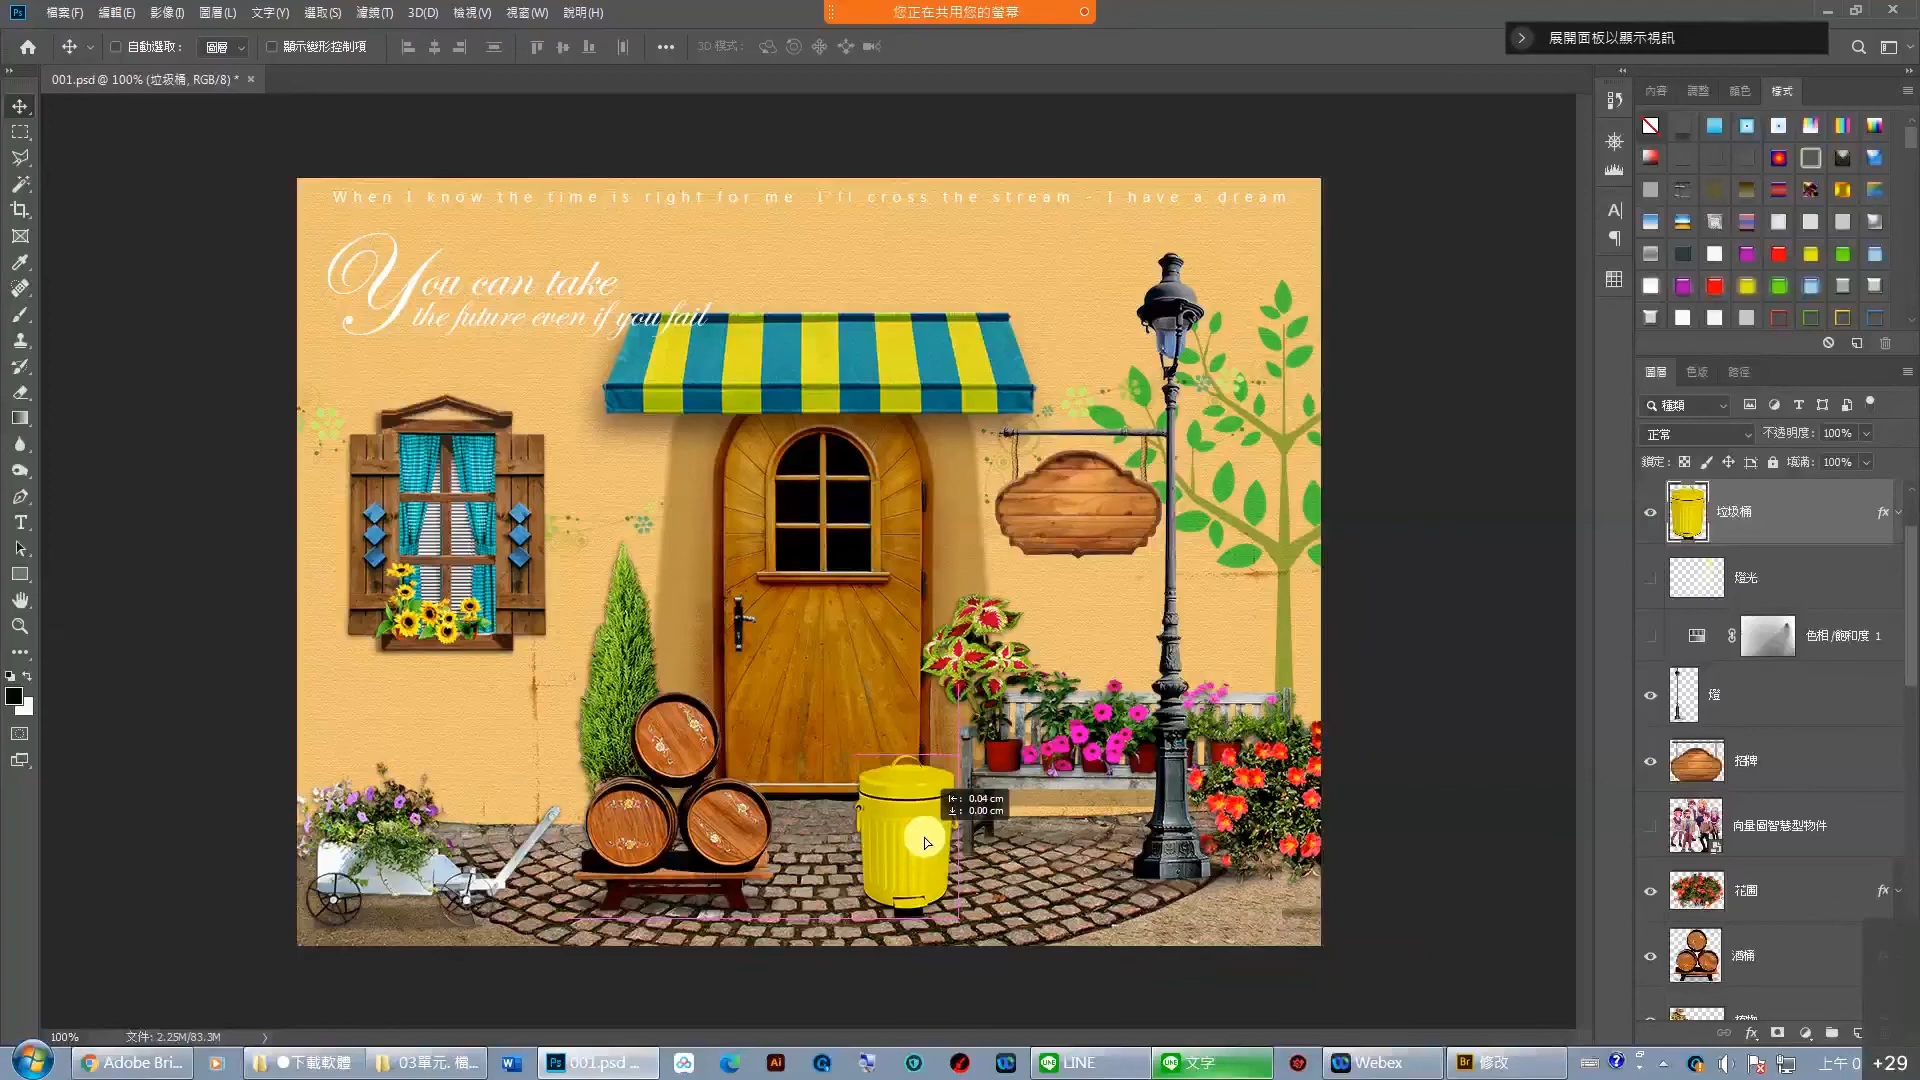 檔案(F) 編輯(E) 影像(I) 圖層(L) 文字(Y) 選取(S) 濾鏡(T) 3D(D) 檢視(V) 視窗(W) 說明(H)
您正在共用您的螢幕
自動選取： 圖層 顯示變形控制項 3D 模式：
展開面板以顯示視訊
001.psd @ 100% (垃圾桶, RGB/8) *
內容 調整 顏色 樣式
When I know the time is right for me I'll cross the stream - I have a dream
You can take
the future even if you fail
0.04 cm
0.00 cm
圖層 色版 路徑
種類
正常 不透明度： 100%
鎖定： 填滿： 100%
垃圾桶 fx
燈光
色相/飽和度 1
燈
招牌
向量圖智慧型物件
花圃 fx
酒桶
100% 文件: 2.25M/83.3M
Adobe Bri... ●下載軟體 03單元. 檔... 001.psd ... LINE 文字 Webex 修改 上午 0 +29